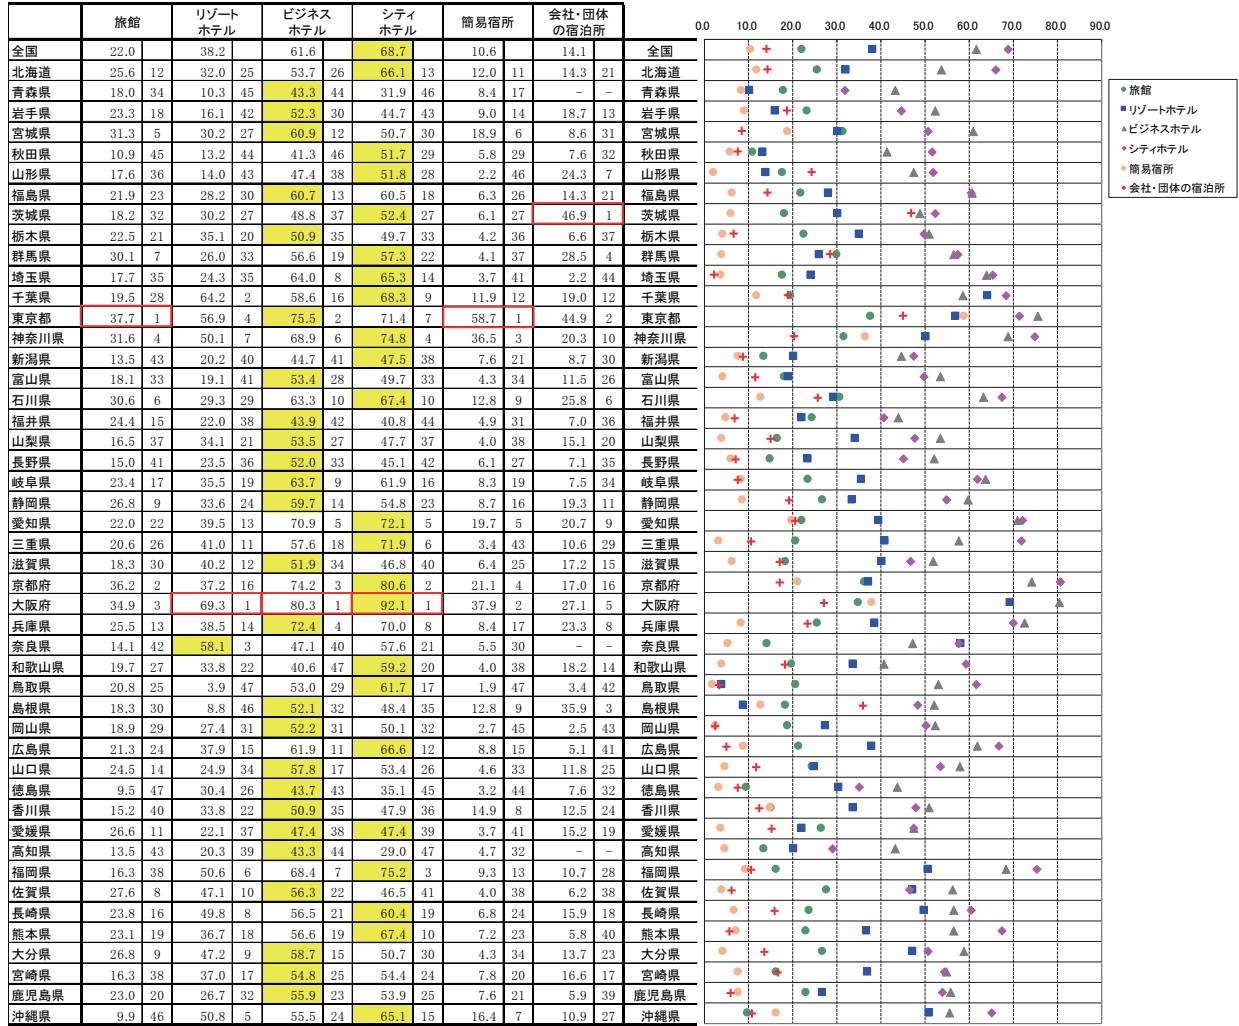 旅館 リゾートホテル ビジネスホテル シティホテル 簡易宿所 会社・団体の宿泊所
0.0 10.0 20.0 30.0 40.0 50.0 60.0 70.0 80.0 90.0
全国 22.0 38.2 61.6 68.7 10.6 14.1 全国
北海道 25.6 12 32.0 25 53.7 26 66.1 13 12.0 11 14.3 21 北海道
青森県 18.0 34 10.3 45 43.3 44 31.9 46 8.4 17 - - 青森県
岩手県 23.3 18 16.1 42 52.3 30 44.7 43 9.0 14 18.7 13 岩手県
宮城県 31.3 5 30.2 27 60.9 12 50.7 30 18.9 6 8.6 31 宮城県
秋田県 10.9 45 13.2 44 41.3 46 51.7 29 5.8 29 7.6 32 秋田県
山形県 17.6 36 14.0 43 47.4 38 51.8 28 2.2 46 24.3 7 山形県
福島県 21.9 23 28.2 30 60.7 13 60.5 18 6.3 26 14.3 21 福島県
茨城県 18.2 32 30.2 27 48.8 37 52.4 27 6.1 27 46.9 1 茨城県
栃木県 22.5 21 35.1 20 50.9 35 49.7 33 4.2 36 6.6 37 栃木県
群馬県 30.1 7 26.0 33 56.6 19 57.3 22 4.1 37 28.5 4 群馬県
埼玉県 17.7 35 24.3 35 64.0 8 65.3 14 3.7 41 2.2 44 埼玉県
千葉県 19.5 28 64.2 2 58.6 16 68.3 9 11.9 12 19.0 12 千葉県
東京都 37.7 1 56.9 4 75.5 2 71.4 7 58.7 1 44.9 2 東京都
神奈川県 31.6 4 50.1 7 68.9 6 74.8 4 36.5 3 20.3 10 神奈川県
新潟県 13.5 43 20.2 40 44.7 41 47.5 38 7.6 21 8.7 30 新潟県
富山県 18.1 33 19.1 41 53.4 28 49.7 33 4.3 34 11.5 26 富山県
石川県 30.6 6 29.3 29 63.3 10 67.4 10 12.8 9 25.8 6 石川県
福井県 24.4 15 22.0 38 43.9 42 40.8 44 4.9 31 7.0 36 福井県
山梨県 16.5 37 34.1 21 53.5 27 47.7 37 4.0 38 15.1 20 山梨県
長野県 15.0 41 23.5 36 52.0 33 45.1 42 6.1 27 7.1 35 長野県
岐阜県 23.4 17 35.5 19 63.7 9 61.9 16 8.3 19 7.5 34 岐阜県
静岡県 26.8 9 33.6 24 59.7 14 54.8 23 8.7 16 19.3 11 静岡県
愛知県 22.0 22 39.5 13 70.9 5 72.1 5 19.7 5 20.7 9 愛知県
三重県 20.6 26 41.0 11 57.6 18 71.9 6 3.4 43 10.6 29 三重県
滋賀県 18.3 30 40.2 12 51.9 34 46.8 40 6.4 25 17.2 15 滋賀県
京都府 36.2 2 37.2 16 74.2 3 80.6 2 21.1 4 17.0 16 京都府
大阪府 34.9 3 69.3 1 80.3 1 92.1 1 37.9 2 27.1 5 大阪府
兵庫県 25.5 13 38.5 14 72.4 4 70.0 8 8.4 17 23.3 8 兵庫県
奈良県 14.1 42 58.1 3 47.1 40 57.6 21 5.5 30 - - 奈良県
和歌山県 19.7 27 33.8 22 40.6 47 59.2 20 4.0 38 18.2 14 和歌山県
鳥取県 20.8 25 3.9 47 53.0 29 61.7 17 1.9 47 3.4 42 鳥取県
島根県 18.3 30 8.8 46 52.1 32 48.4 35 12.8 9 35.9 3 島根県
岡山県 18.9 29 27.4 31 52.2 31 50.1 32 2.7 45 2.5 43 岡山県
広島県 21.3 24 37.9 15 61.9 11 66.6 12 8.8 15 5.1 41 広島県
山口県 24.5 14 24.9 34 57.8 17 53.4 26 4.6 33 11.8 25 山口県
徳島県 9.5 47 30.4 26 43.7 43 35.1 45 3.2 44 7.6 32 徳島県
香川県 15.2 40 33.8 22 50.9 35 47.9 36 14.9 8 12.5 24 香川県
愛媛県 26.6 11 22.1 37 47.4 38 47.4 39 3.7 41 15.2 19 愛媛県
高知県 13.5 43 20.3 39 43.3 44 29.0 47 4.7 32 - - 高知県
福岡県 16.3 38 50.6 6 68.4 7 75.2 3 9.3 13 10.7 28 福岡県
佐賀県 27.6 8 47.1 10 56.3 22 46.5 41 4.0 38 6.2 38 佐賀県
長崎県 23.8 16 49.8 8 56.5 21 60.4 19 6.8 24 15.9 18 長崎県
熊本県 23.1 19 36.7 18 56.6 19 67.4 10 7.2 23 5.8 40 熊本県
大分県 26.8 9 47.2 9 58.7 15 50.7 30 4.3 34 13.7 23 大分県
宮崎県 16.3 38 37.0 17 54.8 25 54.4 24 7.8 20 16.6 17 宮崎県
鹿児島県 23.0 20 26.7 32 55.9 23 53.9 25 7.6 21 5.9 39 鹿児島県
沖縄県 9.9 46 50.8 5 55.5 24 65.1 15 16.4 7 10.9 27 沖縄県
旅館
リゾートホテル
ビジネスホテル
シティホテル
簡易宿所
会社・団体の宿泊所